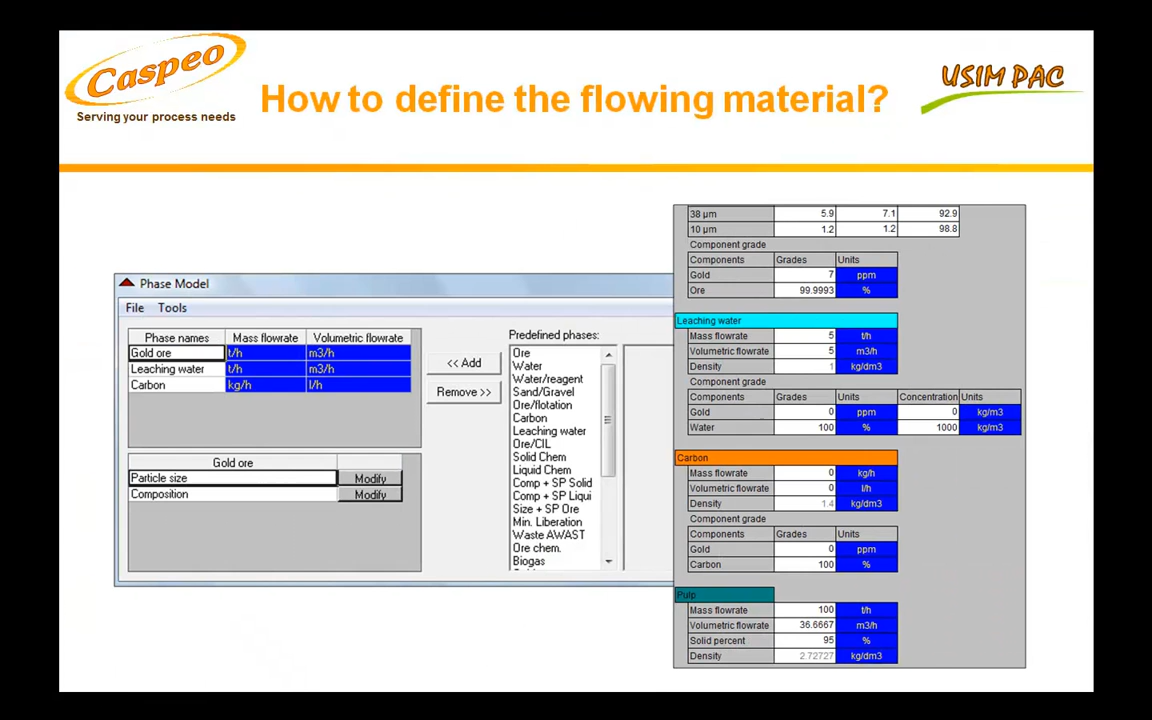 Caspeo
Serving your process needs
How to define the flowing material?
USIM PAC
Phase Model
File Tools
Phase names Mass flowrate Volumetric flowrate
Gold ore t/h m3/h
Leaching water t/h m3/h
Carbon kg/h l/h
<< Add
Remove >>
Gold ore
Particle size Modify
Composition Modify
Predefined phases:
Ore
Water
Water/reagent
Sand/Gravel
Ore/flotation
Carbon
Leaching water
Ore/CIL
Solid Chem
Liquid Chem
Comp + SP Solid
Comp + SP Liqui
Size + SP Ore
Min. Liberation
Waste AWAST
Ore chem.
Biogas
38 µm 5.9 7.1 92.9
10 µm 1.2 1.2 98.8
Component grade
Components Grades Units
Gold 7 ppm
Ore 99.9993 %
Leaching water
Mass flowrate 5 t/h
Volumetric flowrate 5 m3/h
Density 1 kg/dm3
Component grade
Components Grades Units Concentration Units
Gold 0 ppm 0 kg/m3
Water 100 % 1000 kg/m3
Carbon
Mass flowrate 0 kg/h
Volumetric flowrate 0 l/h
Density 1.4 kg/dm3
Component grade
Components Grades Units
Gold 0 ppm
Carbon 100 %
Pulp
Mass flowrate 100 t/h
Volumetric flowrate 36.6667 m3/h
Solid percent 95 %
Density 2.72727 kg/dm3